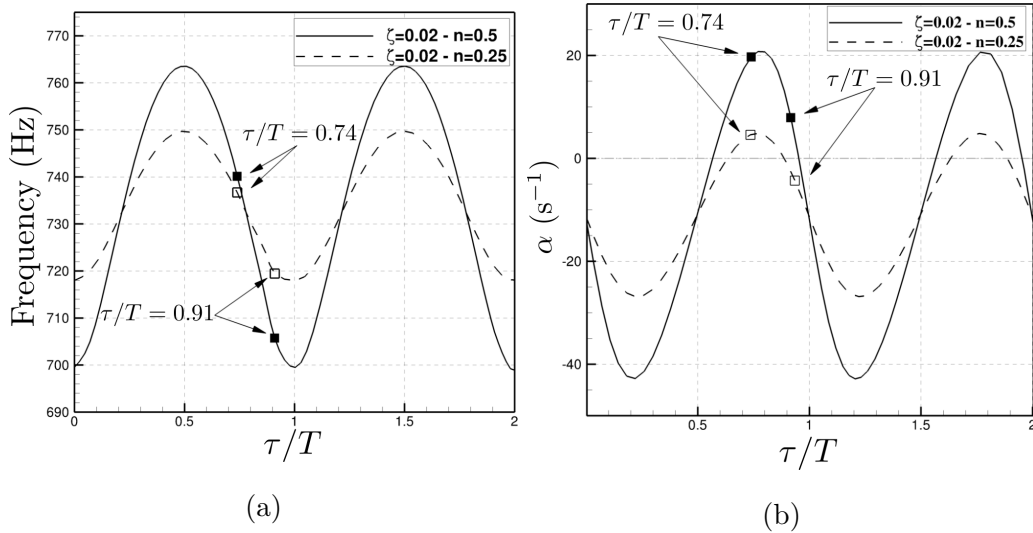 770
760
750
740
730
720
710
700
690
0
0.5
1
1.5
2
Frequency (Hz)
τ/T
ζ=0.02 - n=0.5
ζ=0.02 - n=0.25
τ/T = 0.74
τ/T = 0.91
(a)
20
0
-20
-40
0.5
1
1.5
2
α (s⁻¹)
τ/T
ζ=0.02 - n=0.5
ζ=0.02 - n=0.25
τ/T = 0.74
τ/T = 0.91
(b)